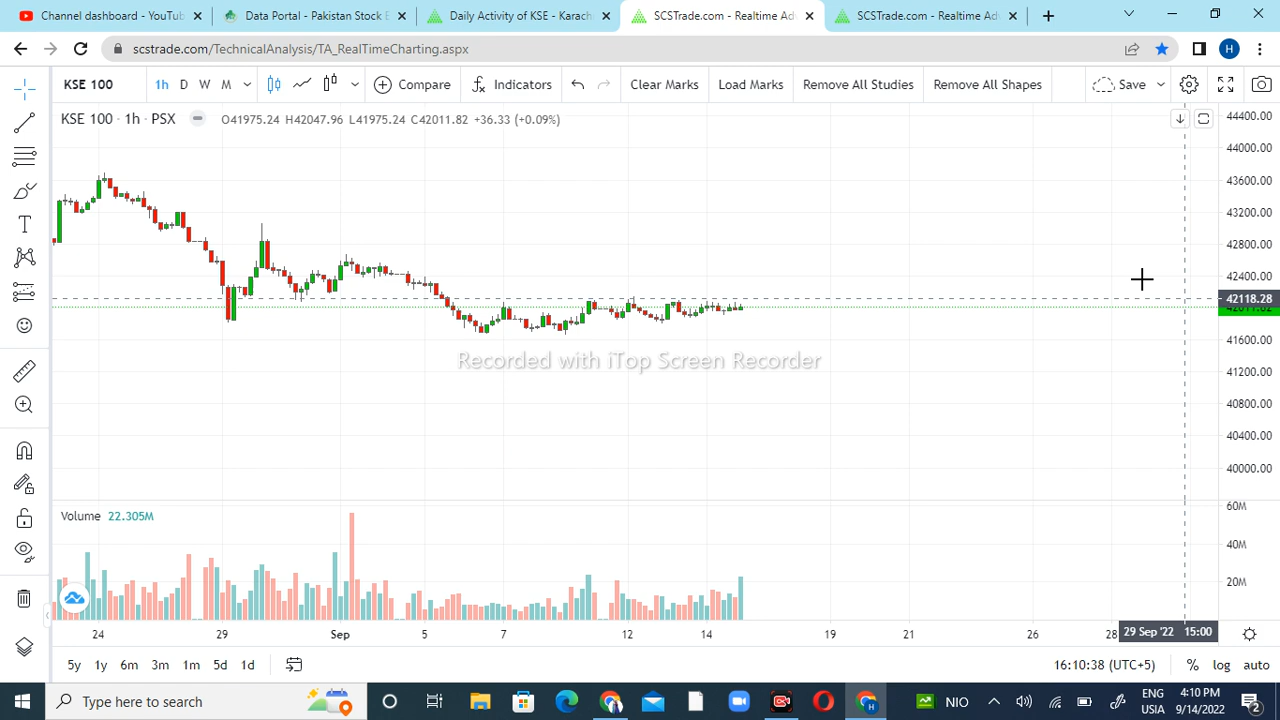 Channel dashboard - YouTub
Data Portal - Pakistan Stock E
Daily Activity of KSE - Karach
SCSTrade.com - Realtime Ad
SCSTrade.com - Realtime Adv
scstrade.com/TechnicalAnalysis/TA_RealTimeCharting.aspx
H
KSE 100 1h D W M Compare Indicators Clear Marks Load Marks Remove All Studies Remove All Shapes Save
KSE 100 · 1h · PSX O41975.24 H42047.96 L41975.24 C42011.82 +36.33 (+0.09%)
44400.00
44000.00
43600.00
43200.00
42800.00
42400.00
42118.28
41600.00
41200.00
40800.00
40400.00
40000.00
Recorded with iTop Screen Recorder
Volume 22.305M
60M
40M
20M
24 29 Sep 5 7 12 14 19 21 26 28 29 Sep '22 15:00
5y 1y 6m 3m 1m 5d 1d 16:10:38 (UTC+5) % log auto
Type here to search
NIO
ENG
USIA
4:10 PM
9/14/2022
2